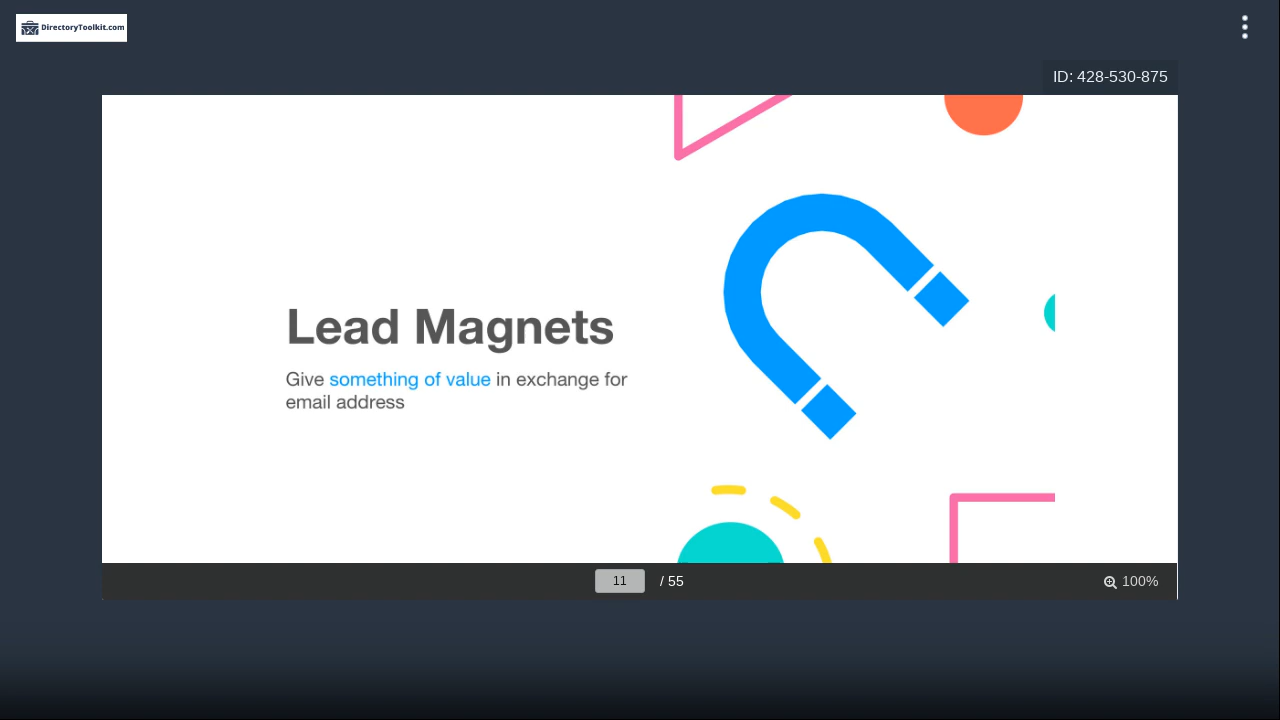 DirectoryToolkit.com
ID: 428-530-875
Lead Magnets
Give something of value in exchange for
email address
11 / 55
100%